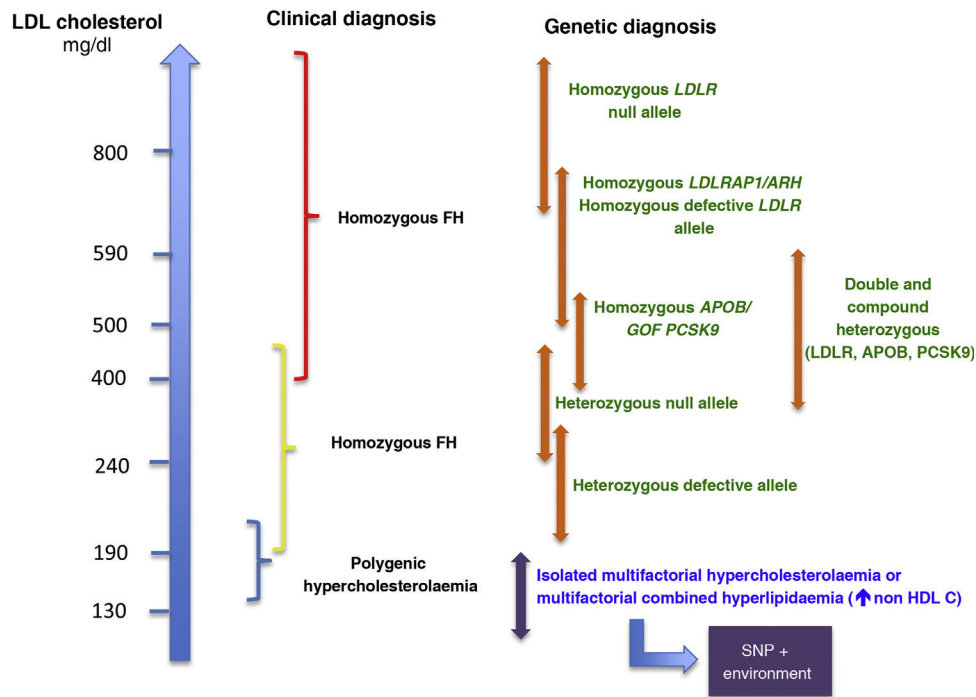 LDL cholesterol
mg/dl
800
590
500
400
240
190
130
Clinical diagnosis
Homozygous FH
Homozygous FH
Polygenic
hypercholesterolaemia
Genetic diagnosis
Homozygous LDLR
null allele
Homozygous LDLRAP1/ARH
Homozygous defective LDLR
allele
Homozygous APOB/
GOF PCSK9
Double and
compound
heterozygous
(LDLR, APOB, PCSK9)
Heterozygous null allele
Heterozygous defective allele
Isolated multifactorial hypercholesterolaemia or
multifactorial combined hyperlipidaemia (⬆ non HDL C)
SNP +
environment